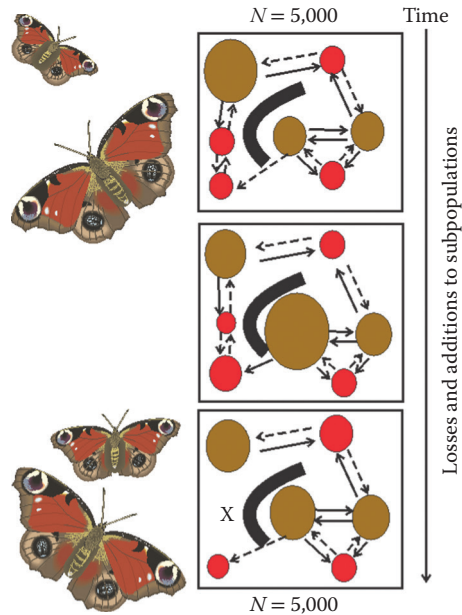 N = 5,000
Time
Losses and additions to subpopulations
X
N = 5,000